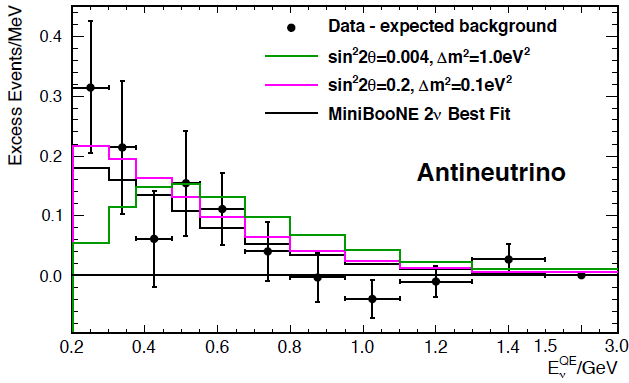 Excess Events/MeV
0.4
0.3
0.2
0.1
0.0
Data - expected background
sin²2θ=0.004, Δm²=1.0eV²
sin²2θ=0.2, Δm²=0.1eV²
MiniBooNE 2ν Best Fit
Antineutrino
0.2 0.4 0.6 0.8 1.0 1.2 1.4 1.5 3.0
E_ν^QE/GeV